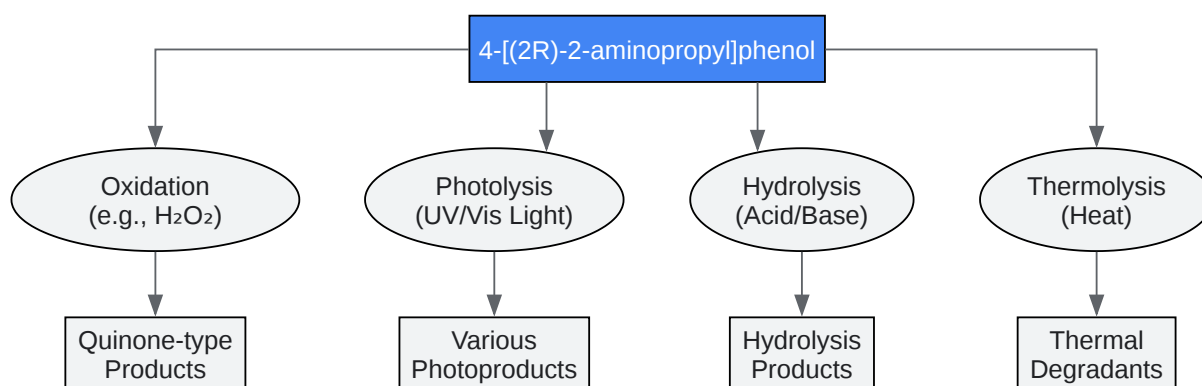 4-[(2R)-2-aminopropyl]phenol
Oxidation
(e.g., H₂O₂)
Photolysis
(UV/Vis Light)
Hydrolysis
(Acid/Base)
Thermolysis
(Heat)
Quinone-type
Products
Various
Photoproducts
Hydrolysis
Products
Thermal
Degradants